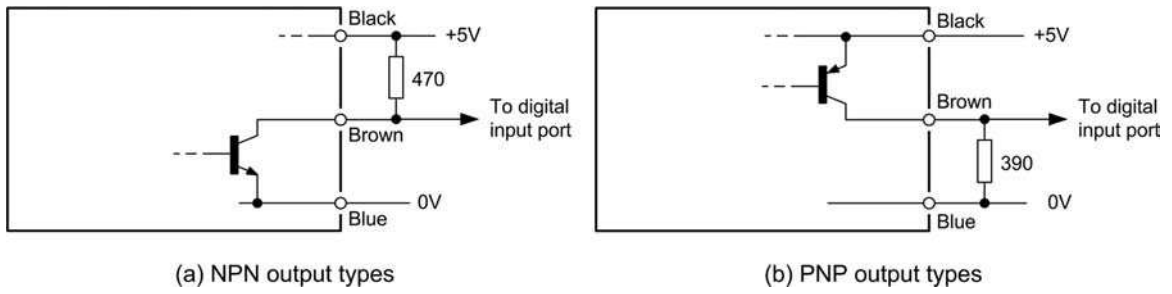 Black
+5V
470
To digital
input port
Brown
0V
Blue
(a) NPN output types
Black
+5V
Brown
To digital
input port
390
0V
Blue
(b) PNP output types